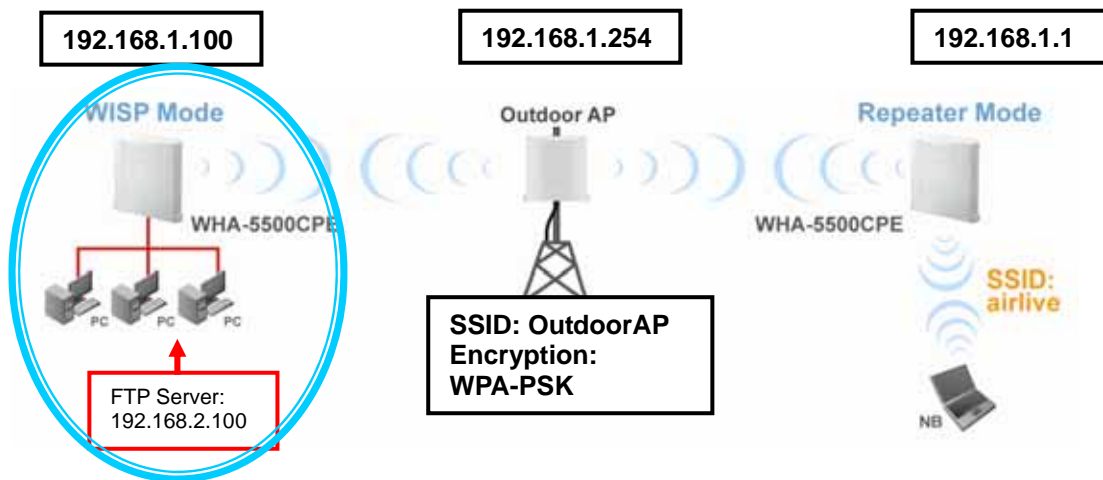 192.168.1.100
192.168.1.254
192.168.1.1
WISP Mode
Outdoor AP
Repeater Mode
WHA-5500CPE
WHA-5500CPE
PC
PC
PC
SSID:
airlive
SSID: OutdoorAP
Encryption:
WPA-PSK
FTP Server:
192.168.2.100
NB